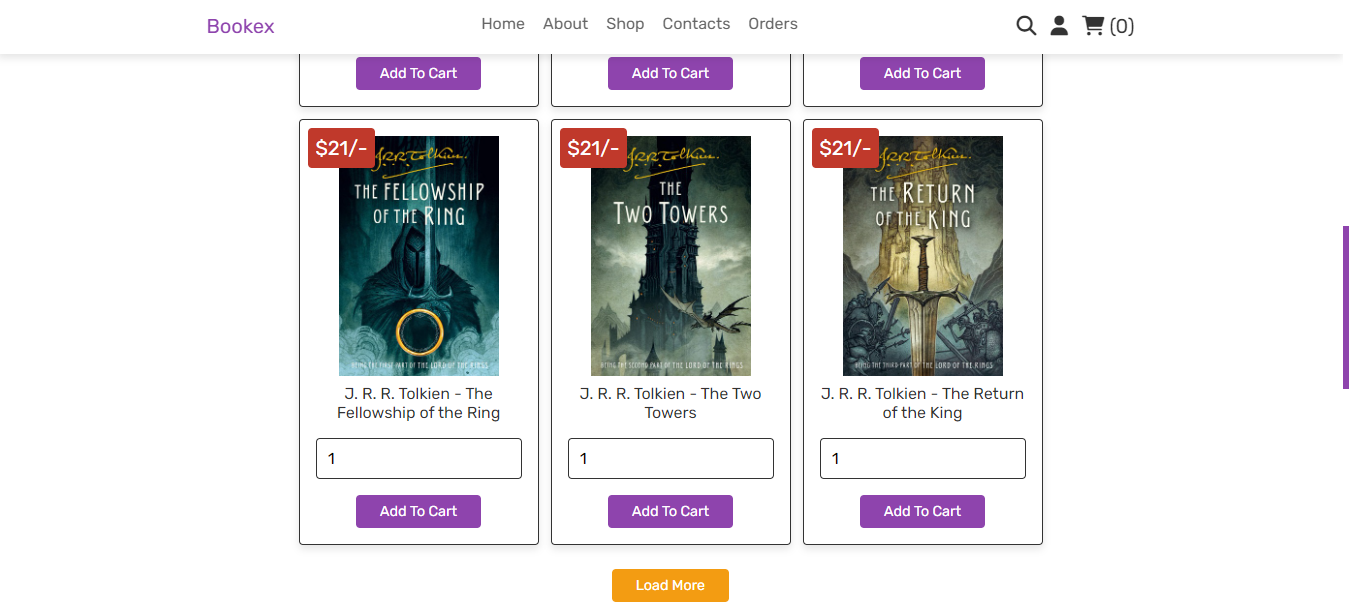 Bookex
Home About Shop Contacts Orders
(0)
Add To Cart
Add To Cart
Add To Cart
$21/-
J.R.R. Tolkien.
THE FELLOWSHIP
OF THE RING
BEING THE FIRST PART OF THE LORD OF THE RINGS
J. R. R. Tolkien - The
Fellowship of the Ring
1
Add To Cart
$21/-
J.R.R. Tolkien.
THE
TWO TOWERS
BEING THE SECOND PART OF THE LORD OF THE RINGS
J. R. R. Tolkien - The Two
Towers
1
Add To Cart
$21/-
J.R.R. Tolkien.
THE RETURN
OF THE KING
BEING THE THIRD PART OF THE LORD OF THE RINGS
J. R. R. Tolkien - The Return
of the King
1
Add To Cart
Load More